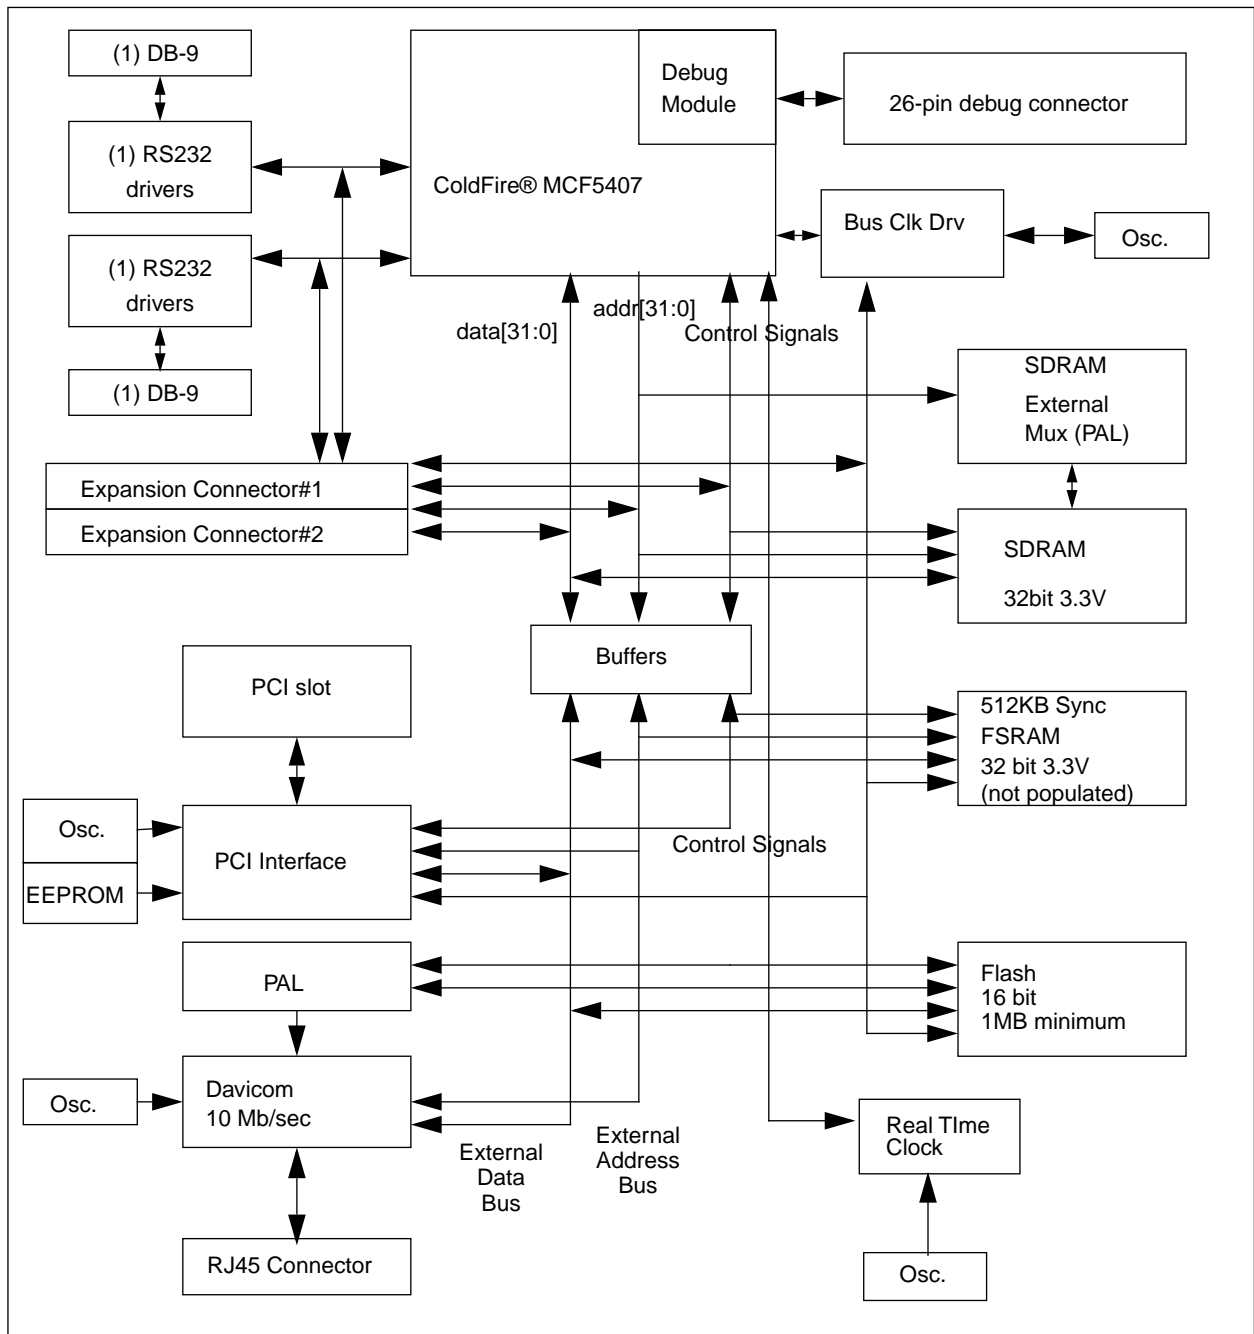 (1) DB-9
Debug
Module
26-pin debug connector
(1) RS232
drivers
ColdFire® MCF5407
Bus Clk Drv
Osc.
(1) RS232
drivers
data[31:0]
addr[31:0]
Control Signals
(1) DB-9
SDRAM
External
Mux (PAL)
Expansion Connector#1
Expansion Connector#2
SDRAM
32bit 3.3V
Buffers
PCI slot
512KB Sync
FSRAM
32 bit 3.3V
(not populated)
Osc.
EEPROM
PCI Interface
Control Signals
PAL
Flash
16 bit
1MB minimum
Osc.
Davicom
10 Mb/sec
External
Data
Bus
External
Address
Bus
Real TIme
Clock
RJ45 Connector
Osc.